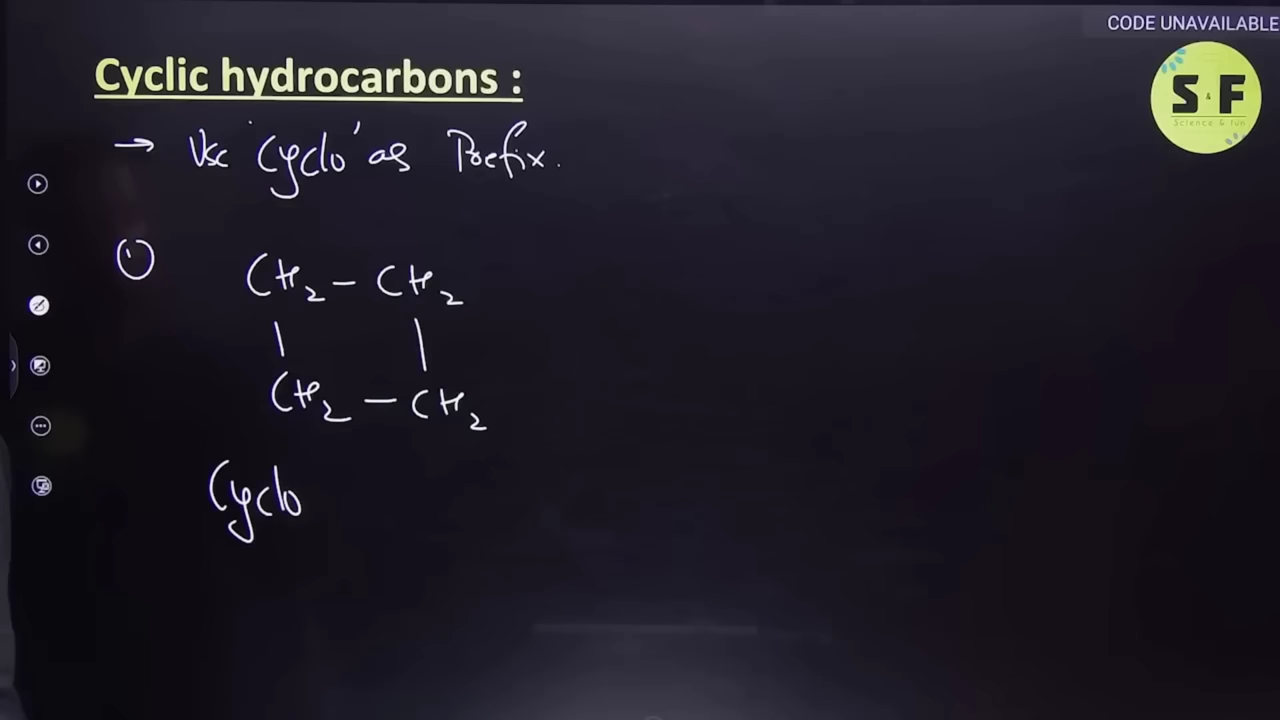 CODE UNAVAILABLE
S & F
Science & fun
Cyclic hydrocarbons :
→ Use 'Cyclo' as Prefix.
①
CH₂ – CH₂
| |
CH₂ – CH₂
Cyclo